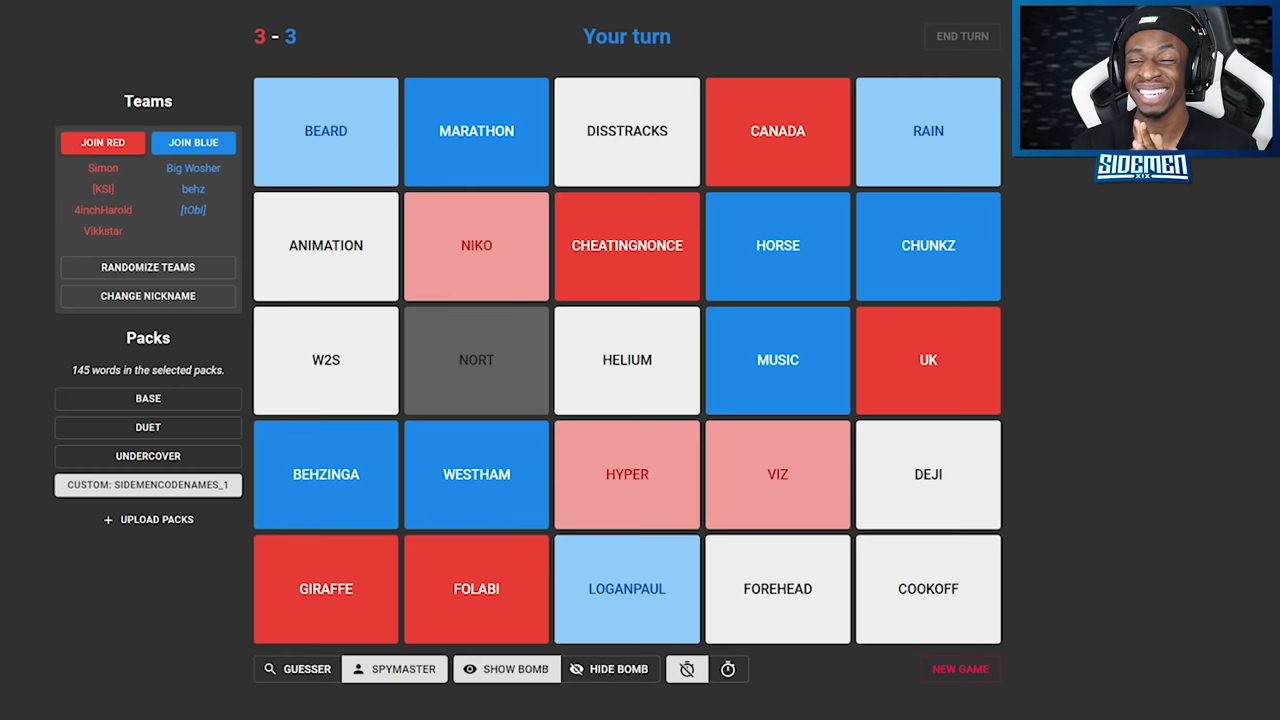 3 - 3
Your turn
END TURN
Teams
JOIN RED
JOIN BLUE
Simon
Big Wosher
[KSI]
behz
4inchHarold
[tObI]
Vikkstar
RANDOMIZE TEAMS
CHANGE NICKNAME
Packs
145 words in the selected packs.
BASE
DUET
UNDERCOVER
CUSTOM: SIDEMENCODENAMES_1
+ UPLOAD PACKS
BEARD
MARATHON
DISSTRACKS
CANADA
RAIN
ANIMATION
NIKO
CHEATINGNONCE
HORSE
CHUNKZ
W2S
NORT
HELIUM
MUSIC
UK
BEHZINGA
WESTHAM
HYPER
VIZ
DEJI
GIRAFFE
FOLABI
LOGANPAUL
FOREHEAD
COOKOFF
GUESSER
SPYMASTER
SHOW BOMB
HIDE BOMB
NEW GAME
SIDEMEN
XIX